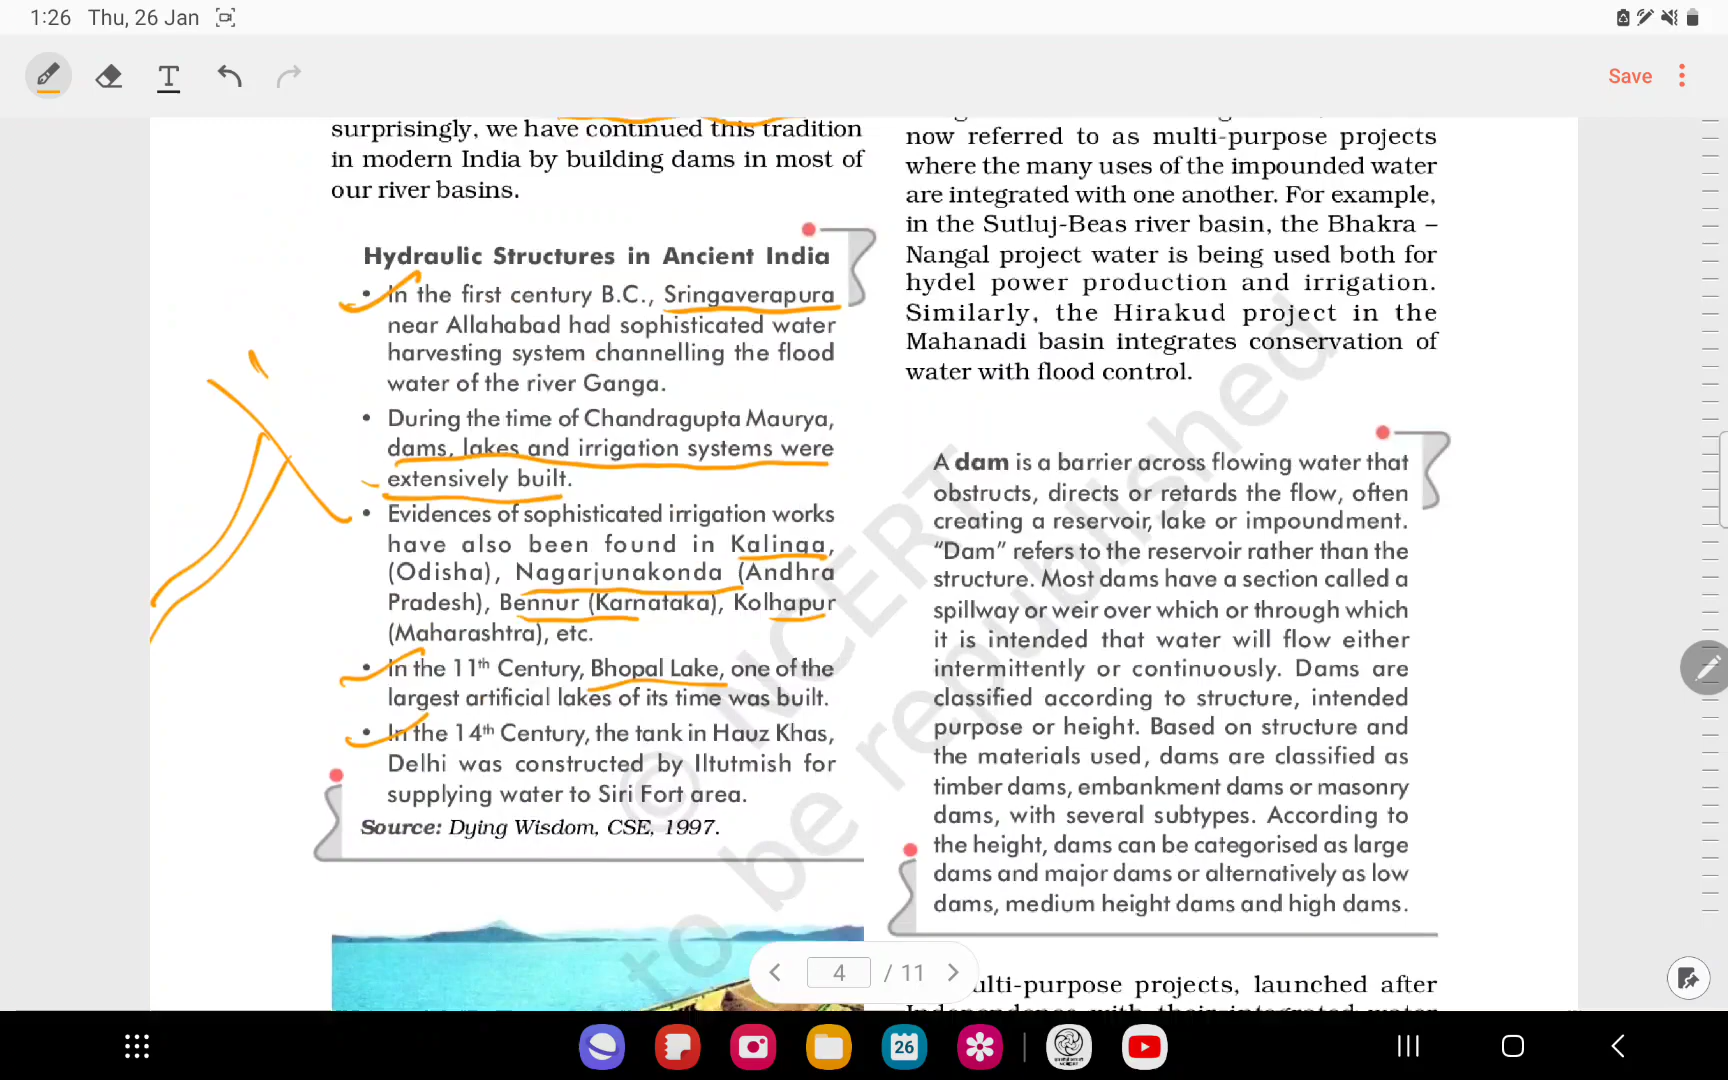 1:26 Thu, 26 Jan
T
Save
surprisingly, we have continued this tradition
in modern India by building dams in most of
our river basins.
Hydraulic Structures in Ancient India
• In the first century B.C., Sringaverapura
near Allahabad had sophisticated water
harvesting system channelling the flood
water of the river Ganga.
• During the time of Chandragupta Maurya,
dams, lakes and irrigation systems were
extensively built.
• Evidences of sophisticated irrigation works
have also been found in Kalinga,
(Odisha), Nagarjunakonda (Andhra
Pradesh), Bennur (Karnataka), Kolhapur
(Maharashtra), etc.
• In the 11th Century, Bhopal Lake, one of the
largest artificial lakes of its time was built.
• In the 14th Century, the tank in Hauz Khas,
Delhi was constructed by Iltutmish for
supplying water to Siri Fort area.
Source: Dying Wisdom, CSE, 1997.
now referred to as multi-purpose projects
where the many uses of the impounded water
are integrated with one another. For example,
in the Sutluj-Beas river basin, the Bhakra –
Nangal project water is being used both for
hydel power production and irrigation.
Similarly, the Hirakud project in the
Mahanadi basin integrates conservation of
water with flood control.
A dam is a barrier across flowing water that
obstructs, directs or retards the flow, often
creating a reservoir, lake or impoundment.
“Dam” refers to the reservoir rather than the
structure. Most dams have a section called a
spillway or weir over which or through which
it is intended that water will flow either
intermittently or continuously. Dams are
classified according to structure, intended
purpose or height. Based on structure and
the materials used, dams are classified as
timber dams, embankment dams or masonry
dams, with several subtypes. According to
the height, dams can be categorised as large
dams and major dams or alternatively as low
dams, medium height dams and high dams.
ulti-purpose projects, launched after
© NCERT
to be republished
4 / 11
26